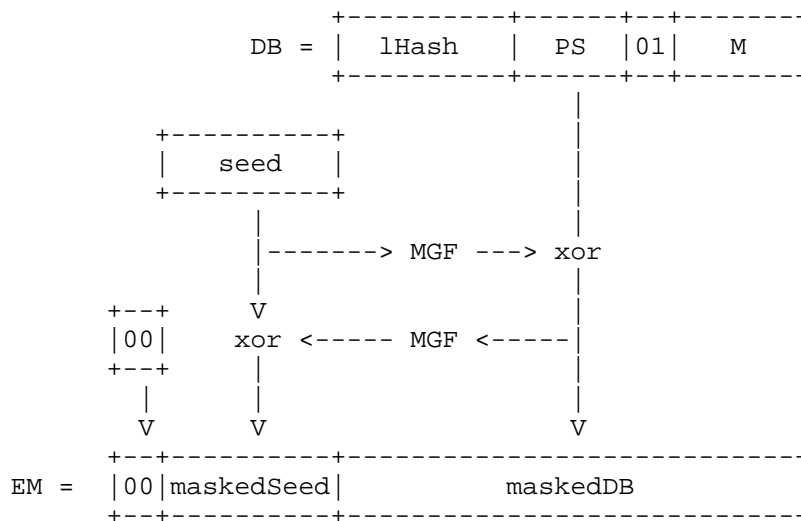 +----------+------+--+-------
                     DB = |  lHash   |  PS  |01|   M
                          +----------+------+--+-------
                                        |
              +----------+              |
              |   seed   |              |
              +----------+              |
                    |                   |
                    |-------> MGF ---> xor
                    |                   |
           +--+     V                   |
           |00|    xor <----- MGF <-----|
           +--+     |                   |
             |      |                   |
             V      V                   V
           +--+----------+----------------------------
     EM =  |00|maskedSeed|          maskedDB
           +--+----------+----------------------------